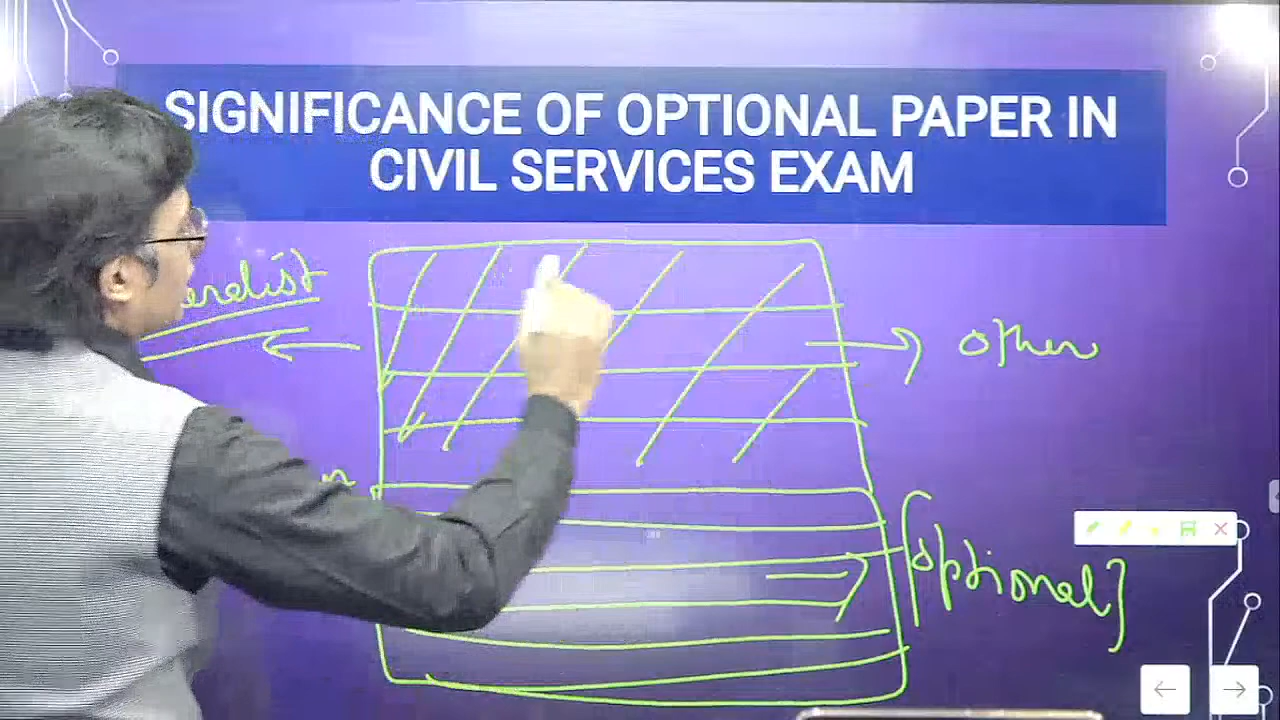 SIGNIFICANCE OF OPTIONAL PAPER IN
CIVIL SERVICES EXAM
other
[optional]